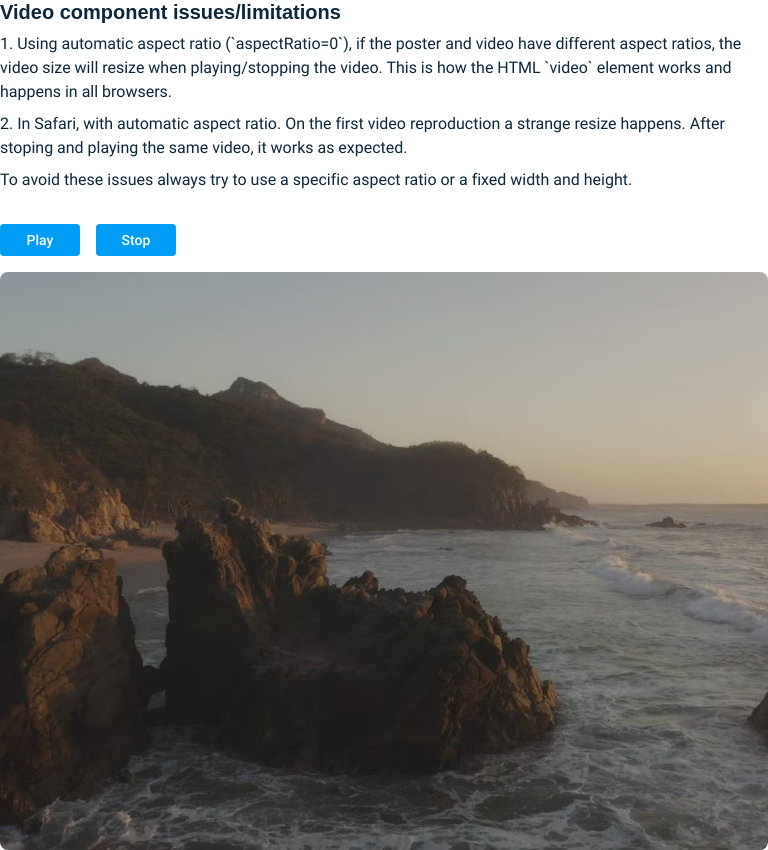 Video component issues/limitations
1. Using automatic aspect ratio (`aspectRatio=0`), if the poster and video have different aspect ratios, the
video size will resize when playing/stopping the video. This is how the HTML `video` element works and
happens in all browsers.
2. In Safari, with automatic aspect ratio. On the first video reproduction a strange resize happens. After
stoping and playing the same video, it works as expected.
To avoid these issues always try to use a specific aspect ratio or a fixed width and height.
Play Stop